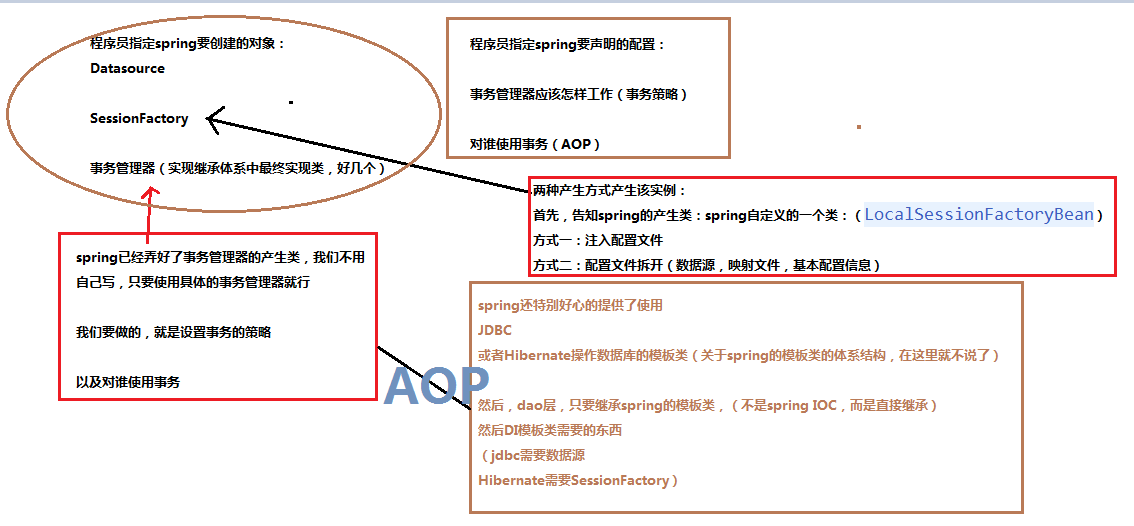 程序员指定spring要创建的对象：
Datasource
SessionFactory
事务管理器（实现继承体系中最终实现类，好几个）
程序员指定spring要声明的配置：
事务管理器应该怎样工作（事务策略）
对谁使用事务（AOP）
两种产生方式产生该实例：
首先，告知spring的产生类：spring自定义的一个类：（LocalSessionFactoryBean）
方式一：注入配置文件
方式二：配置文件拆开（数据源，映射文件，基本配置信息）
spring已经弄好了事务管理器的产生类，我们不用
自己写，只要使用具体的事务管理器就行
我们要做的，就是设置事务的策略
以及对谁使用事务
AOP
spring还特别好心的提供了使用
JDBC
或者Hibernate操作数据库的模板类（关于spring的模板类的体系结构，在这里就不说了）
然后，dao层，只要继承spring的模板类，（不是spring IOC，而是直接继承）
然后DI模板类需要的东西
（jdbc需要数据源
Hibernate需要SessionFactory）